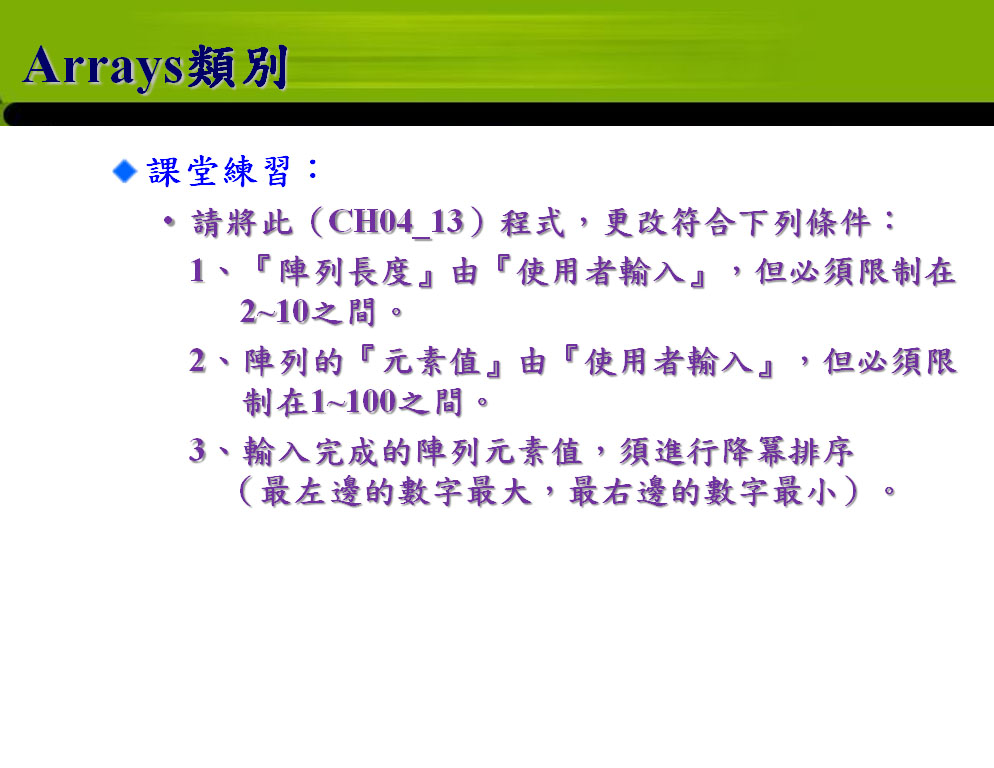 Arrays類別
課堂練習：
• 請將此（CH04_13）程式，更改符合下列條件：
1、『陣列長度』由『使用者輸入』，但必須限制在
2~10之間。
2、陣列的『元素值』由『使用者輸入』，但必須限
制在1~100之間。
3、輸入完成的陣列元素值，須進行降冪排序
（最左邊的數字最大，最右邊的數字最小）。